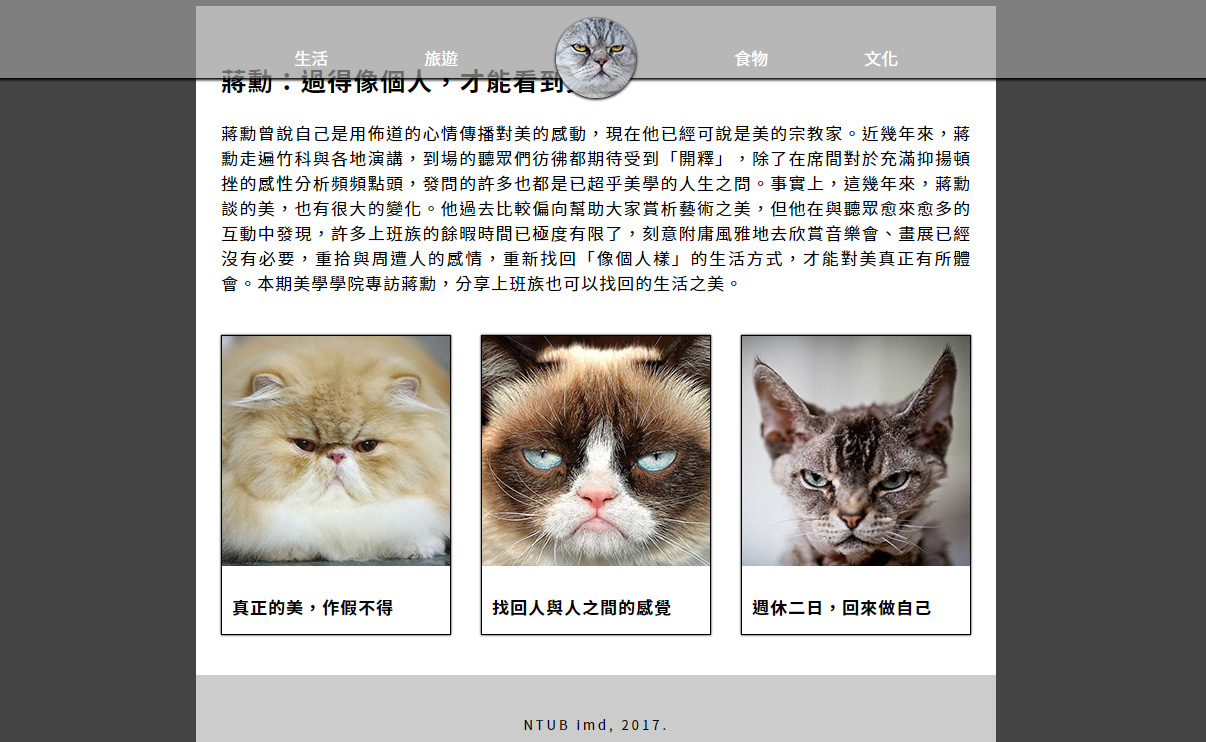 生活 旅遊 食物 文化
蔣勳：過得像個人，才能看到
蔣勳曾說自己是用佈道的心情傳播對美的感動，現在他已經可說是美的宗教家。近幾年來，蔣
勳走遍竹科與各地演講，到場的聽眾們彷彿都期待受到「開釋」，除了在席間對於充滿抑揚頓
挫的感性分析頻頻點頭，發問的許多也都是已超乎美學的人生之問。事實上，這幾年來，蔣勳
談的美，也有很大的變化。他過去比較偏向幫助大家賞析藝術之美，但他在與聽眾愈來愈多的
互動中發現，許多上班族的餘暇時間已極度有限了，刻意附庸風雅地去欣賞音樂會、畫展已經
沒有必要，重拾與周遭人的感情，重新找回「像個人樣」的生活方式，才能對美真正有所體
會。本期美學學院專訪蔣勳，分享上班族也可以找回的生活之美。
真正的美，作假不得
找回人與人之間的感覺
週休二日，回來做自己
NTUB imd, 2017.